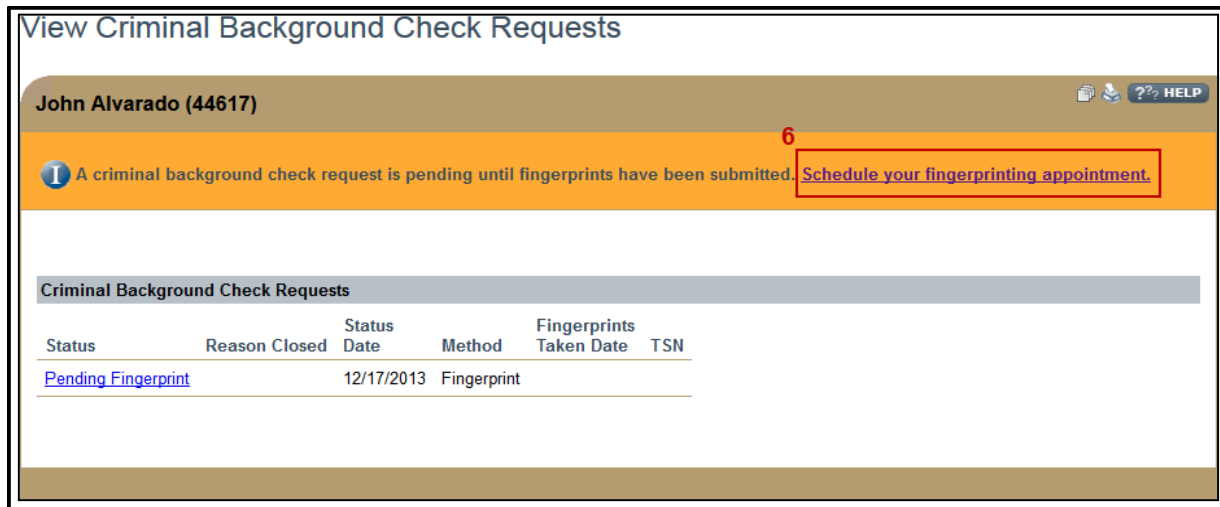 View Criminal Background Check Requests
John Alvarado (44617)
??? HELP
6
A criminal background check request is pending until fingerprints have been submitted. Schedule your fingerprinting appointment.
Criminal Background Check Requests
Status Reason Closed Status Date Method Fingerprints Taken Date TSN
Pending Fingerprint 12/17/2013 Fingerprint